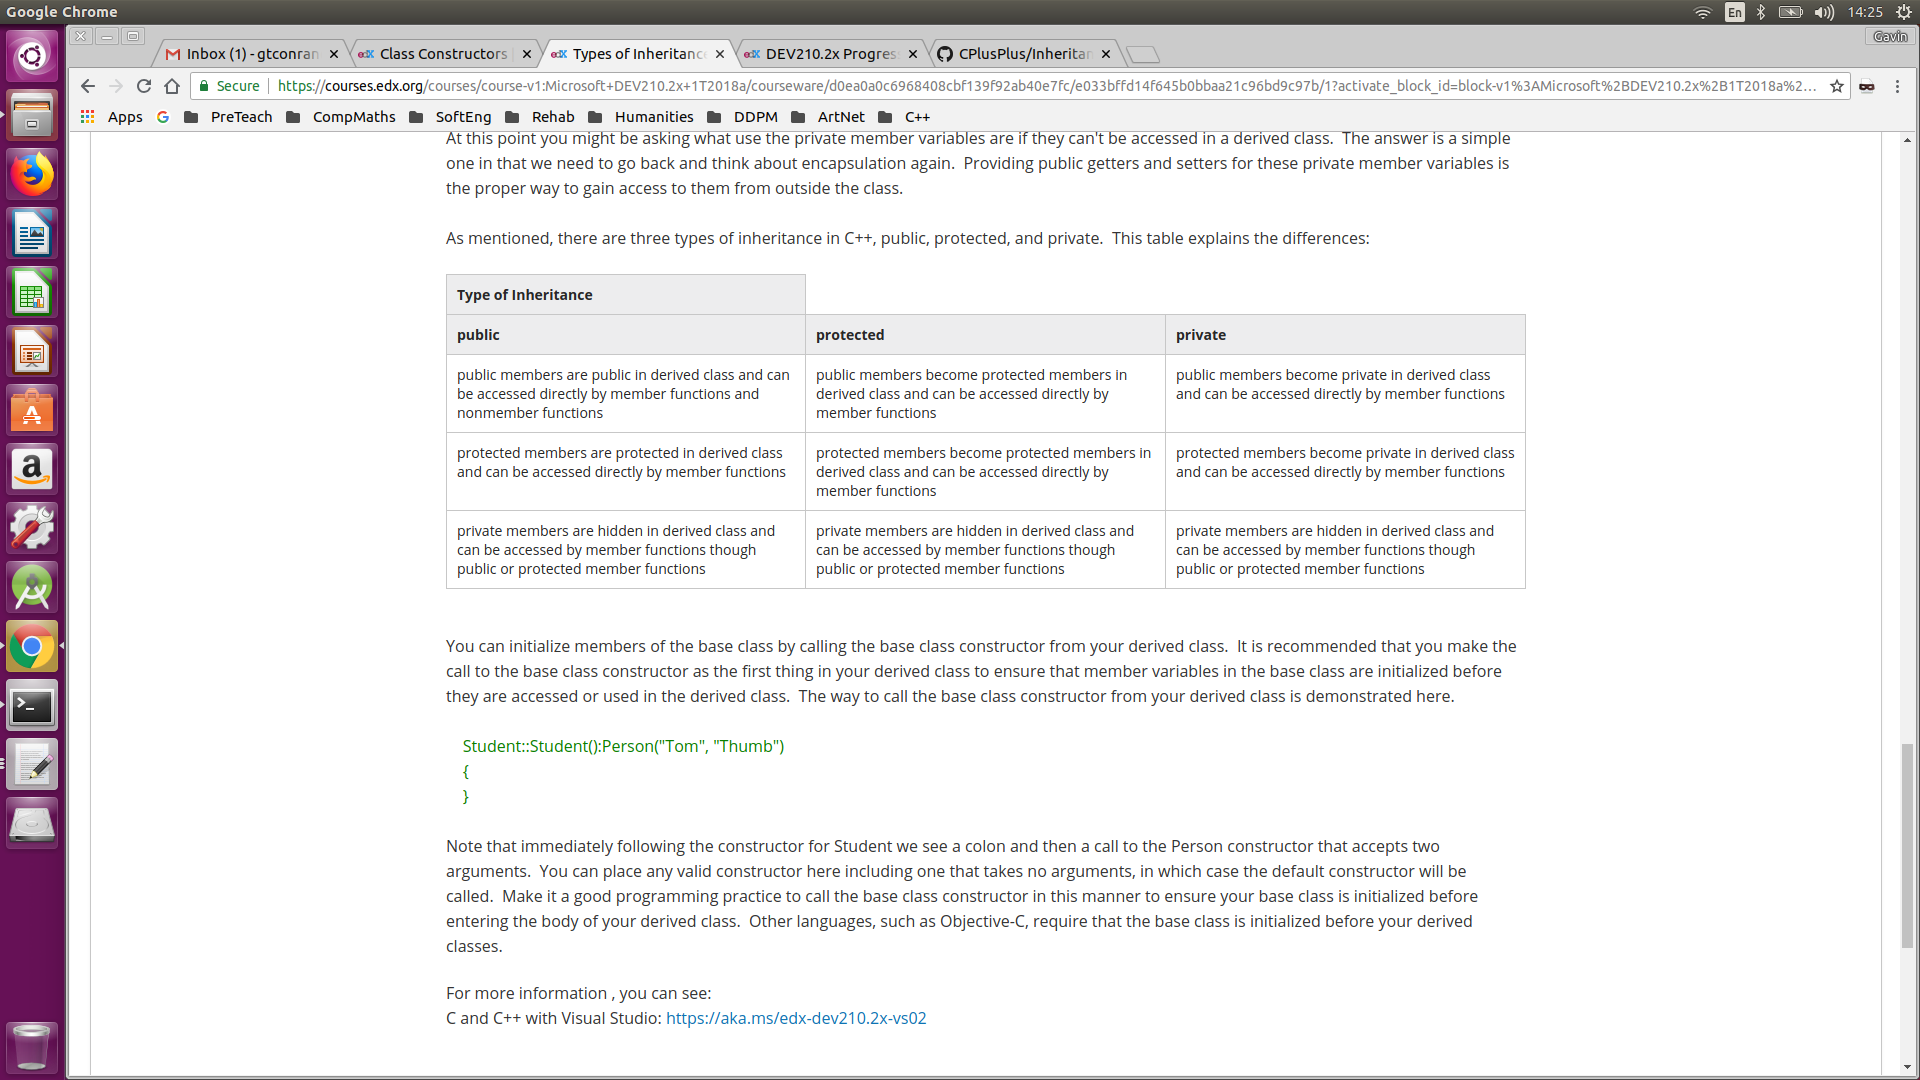 Google Chrome
En
14:25
Gavin
Inbox (1) - gtconran
Class Constructors
Types of Inheritance
DEV210.2x Progres
CPlusPlus/Inheritan
Secure
https://courses.edx.org/courses/course-v1:Microsoft+DEV210.2x+1T2018a/courseware/d0ea0a0c6968408cbf139f92ab40e7fc/e033bffd14f645b0bbaa21c96bd9c97b/1?activate_block_id=block-v1%3AMicrosoft%2BDEV210.2x%2B1T2018a%2...
Apps
PreTeach
CompMaths
SoftEng
Rehab
Humanities
DDPM
ArtNet
C++
At this point you might be asking what use the private member variables are if they can't be accessed in a derived class.  The answer is a simple
one in that we need to go back and think about encapsulation again.  Providing public getters and setters for these private member variables is
the proper way to gain access to them from outside the class.
As mentioned, there are three types of inheritance in C++, public, protected, and private.  This table explains the differences:
Type of Inheritance
public
protected
private
public members are public in derived class and can
be accessed directly by member functions and
nonmember functions
public members become protected members in
derived class and can be accessed directly by
member functions
public members become private in derived class
and can be accessed directly by member functions
protected members are protected in derived class
and can be accessed directly by member functions
protected members become protected members in
derived class and can be accessed directly by
member functions
protected members become private in derived class
and can be accessed directly by member functions
private members are hidden in derived class and
can be accessed by member functions though
public or protected member functions
private members are hidden in derived class and
can be accessed by member functions though
public or protected member functions
private members are hidden in derived class and
can be accessed by member functions though
public or protected member functions
You can initialize members of the base class by calling the base class constructor from your derived class.  It is recommended that you make the
call to the base class constructor as the first thing in your derived class to ensure that member variables in the base class are initialized before
they are accessed or used in the derived class.  The way to call the base class constructor from your derived class is demonstrated here.
Student::Student():Person("Tom", "Thumb")
{
}
Note that immediately following the constructor for Student we see a colon and then a call to the Person constructor that accepts two
arguments.  You can place any valid constructor here including one that takes no arguments, in which case the default constructor will be
called.  Make it a good programming practice to call the base class constructor in this manner to ensure your base class is initialized before
entering the body of your derived class.  Other languages, such as Objective-C, require that the base class is initialized before your derived
classes.
For more information , you can see:
C and C++ with Visual Studio: https://aka.ms/edx-dev210.2x-vs02